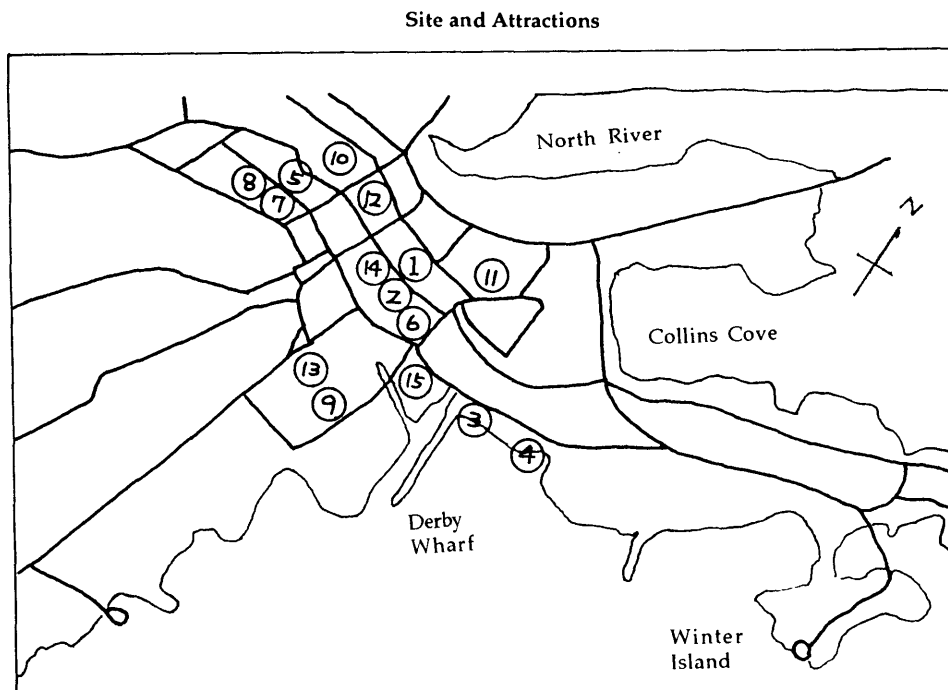 Site and Attractions
North River
N
10
5
8
7
12
14
1
11
2
6
Collins Cove
13
15
9
3
4
Derby
Wharf
Winter
Island